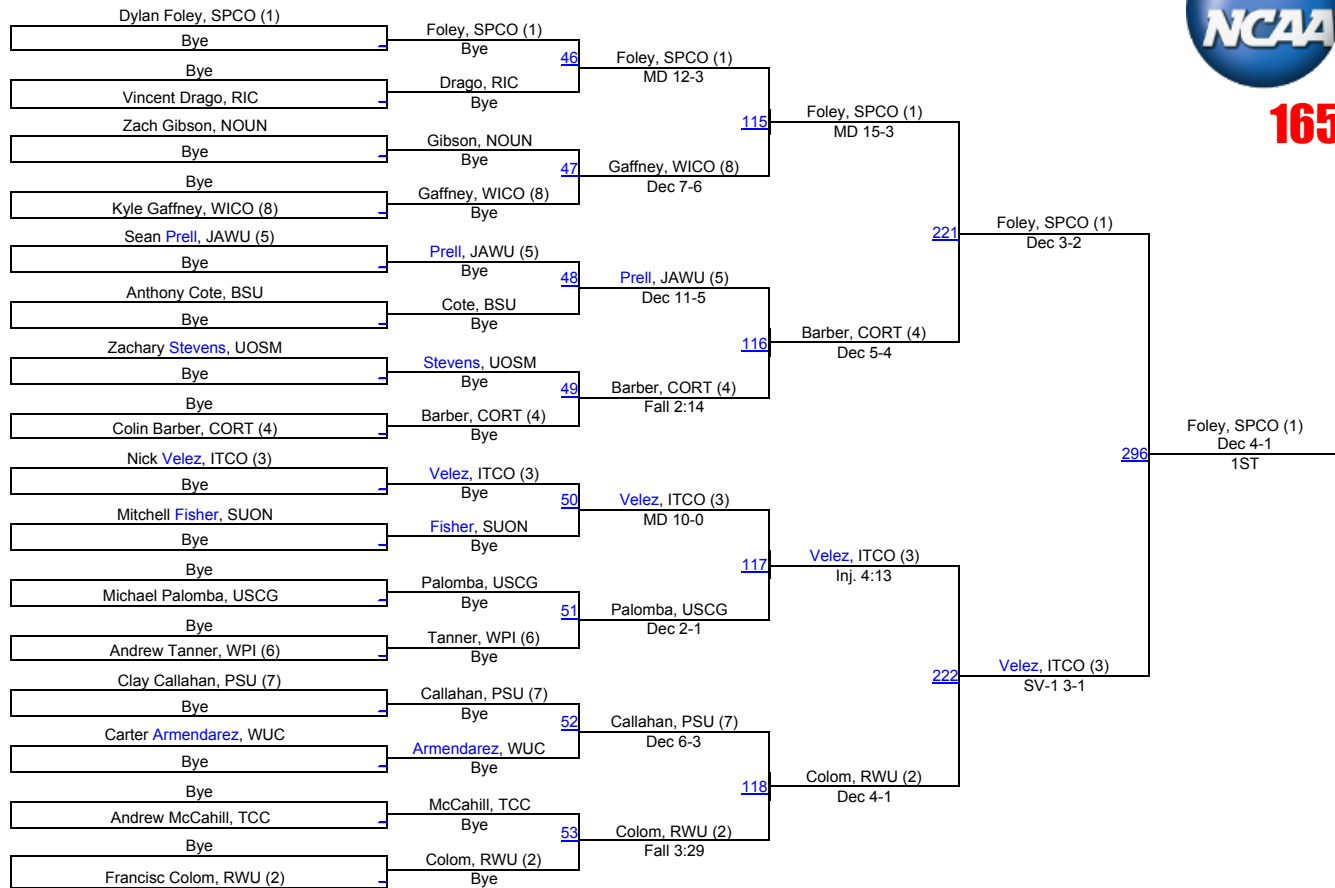 NCAA
165
Dylan Foley, SPCO (1)
Bye
Bye
Vincent Drago, RIC
Zach Gibson, NOUN
Bye
Bye
Kyle Gaffney, WICO (8)
Sean Prell, JAWU (5)
Bye
Anthony Cote, BSU
Bye
Zachary Stevens, UOSM
Bye
Bye
Colin Barber, CORT (4)
Nick Velez, ITCO (3)
Bye
Mitchell Fisher, SUON
Bye
Bye
Michael Palomba, USCG
Bye
Andrew Tanner, WPI (6)
Clay Callahan, PSU (7)
Bye
Carter Armendarez, WUC
Bye
Bye
Andrew McCahill, TCC
Bye
Francisc Colom, RWU (2)
Foley, SPCO (1)
Bye
46
Drago, RIC
Bye
Gibson, NOUN
Bye
47
Gaffney, WICO (8)
Bye
Prell, JAWU (5)
Bye
48
Cote, BSU
Bye
Stevens, UOSM
Bye
49
Barber, CORT (4)
Bye
Velez, ITCO (3)
Bye
50
Fisher, SUON
Bye
Palomba, USCG
Bye
51
Tanner, WPI (6)
Bye
Callahan, PSU (7)
Bye
52
Armendarez, WUC
Bye
McCahill, TCC
Bye
53
Colom, RWU (2)
Bye
Foley, SPCO (1)
MD 12-3
115
Gaffney, WICO (8)
Dec 7-6
Prell, JAWU (5)
Dec 11-5
116
Barber, CORT (4)
Fall 2:14
Velez, ITCO (3)
MD 10-0
117
Palomba, USCG
Dec 2-1
Callahan, PSU (7)
Dec 6-3
118
Colom, RWU (2)
Fall 3:29
Foley, SPCO (1)
MD 15-3
221
Barber, CORT (4)
Dec 5-4
Velez, ITCO (3)
Inj. 4:13
222
Colom, RWU (2)
Dec 4-1
Foley, SPCO (1)
Dec 3-2
296
Velez, ITCO (3)
SV-1 3-1
Foley, SPCO (1)
Dec 4-1
1ST